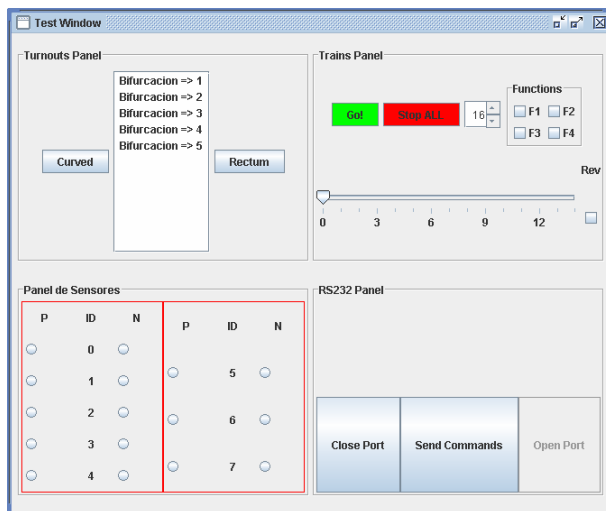 Test Window
Turnouts Panel
Bifurcacion => 1
Bifurcacion => 2
Bifurcacion => 3
Bifurcacion => 4
Bifurcacion => 5
Curved
Rectum
Trains Panel
Go!
Stop ALL
16
Functions
F1 F2
F3 F4
Rev
0 3 6 9 12
Panel de Sensores
P ID N
0
1
2
3
4
P ID N
5
6
7
RS232 Panel
Close Port
Send Commands
Open Port